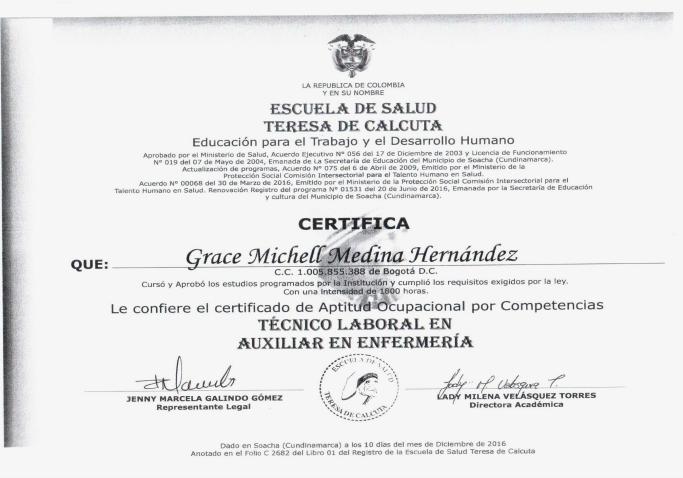 LA REPUBLICA DE COLOMBIA
Y EN SU NOMBRE
ESCUELA DE SALUD
TERESA DE CALCUTA
Educación para el Trabajo y el Desarrollo Humano
Aprobado por el Ministerio de Salud, Acuerdo Ejecutivo N° 056 del 17 de Diciembre de 2003 y Licencia de Funcionamiento
N° 019 del 07 de Mayo de 2004, Emanada de La Secretaría de Educación del Municipio de Soacha (Cundinamarca).
Actualización de programas, Acuerdo N° 075 del 6 de Abril de 2009, Emitido por el Ministerio de la
Protección Social Comisión Intersectorial para el Talento Humano en Salud.
Acuerdo N° 00068 del 30 de Marzo de 2016, Emitido por el Ministerio de la Protección Social Comisión Intersectorial para el
Talento Humano en Salud. Renovación Registro del programa N° 01531 del 20 de Junio de 2016, Emanada por la Secretaría de Educación
y cultura del Municipio de Soacha (Cundinamarca).
CERTIFICA
QUE: Grace Michell Medina Hernández
C.C. 1.005.855.388 de Bogotá D.C.
Cursó y Aprobó los estudios programados por la Institución y cumplió los requisitos exigidos por la ley.
Con una Intensidad de 1800 horas.
Le confiere el certificado de Aptitud Ocupacional por Competencias
TÉCNICO LABORAL EN
AUXILIAR EN ENFERMERÍA
ESCUELA DE SALUD
TERESA DE CALCUTA
JENNY MARCELA GALINDO GÓMEZ
Representante Legal
Lady M Velasquez T.
LADY MILENA VELÁSQUEZ TORRES
Directora Académica
Dado en Soacha (Cundinamarca) a los 10 días del mes de Diciembre de 2016
Anotado en el Folio C 2682 del Libro 01 del Registro de la Escuela de Salud Teresa de Calcuta